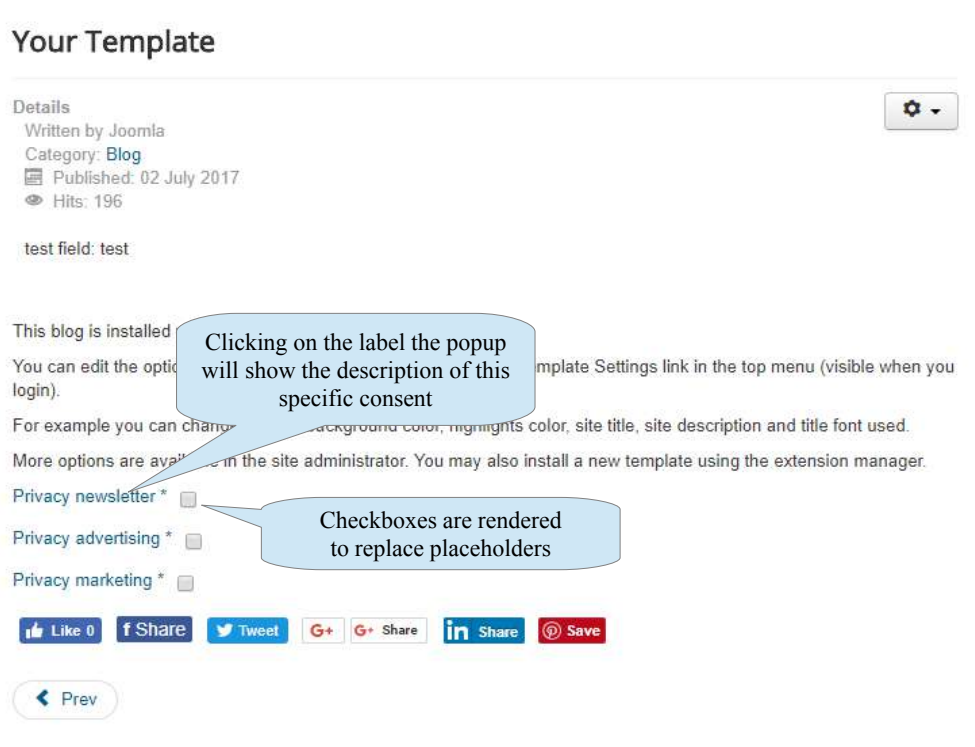 Your Template
Details
Written by Joomla
Category: Blog
Published: 02 July 2017
Hits: 196
test field: test
This blog is installed
Clicking on the label the popup
will show the description of this
specific consent
You can edit the mplate Settings link in the top menu (visible when you
login).
For example you can background color, highlights color, site title, site description and title font used.
More options are in the site administrator. You may also install a new template using the extension manager.
Privacy newsletter *
Checkboxes are rendered
to replace placeholders
Privacy advertising *
Privacy marketing *
Like 0 f Share Tweet G+ G+ Share in Share Save
Prev